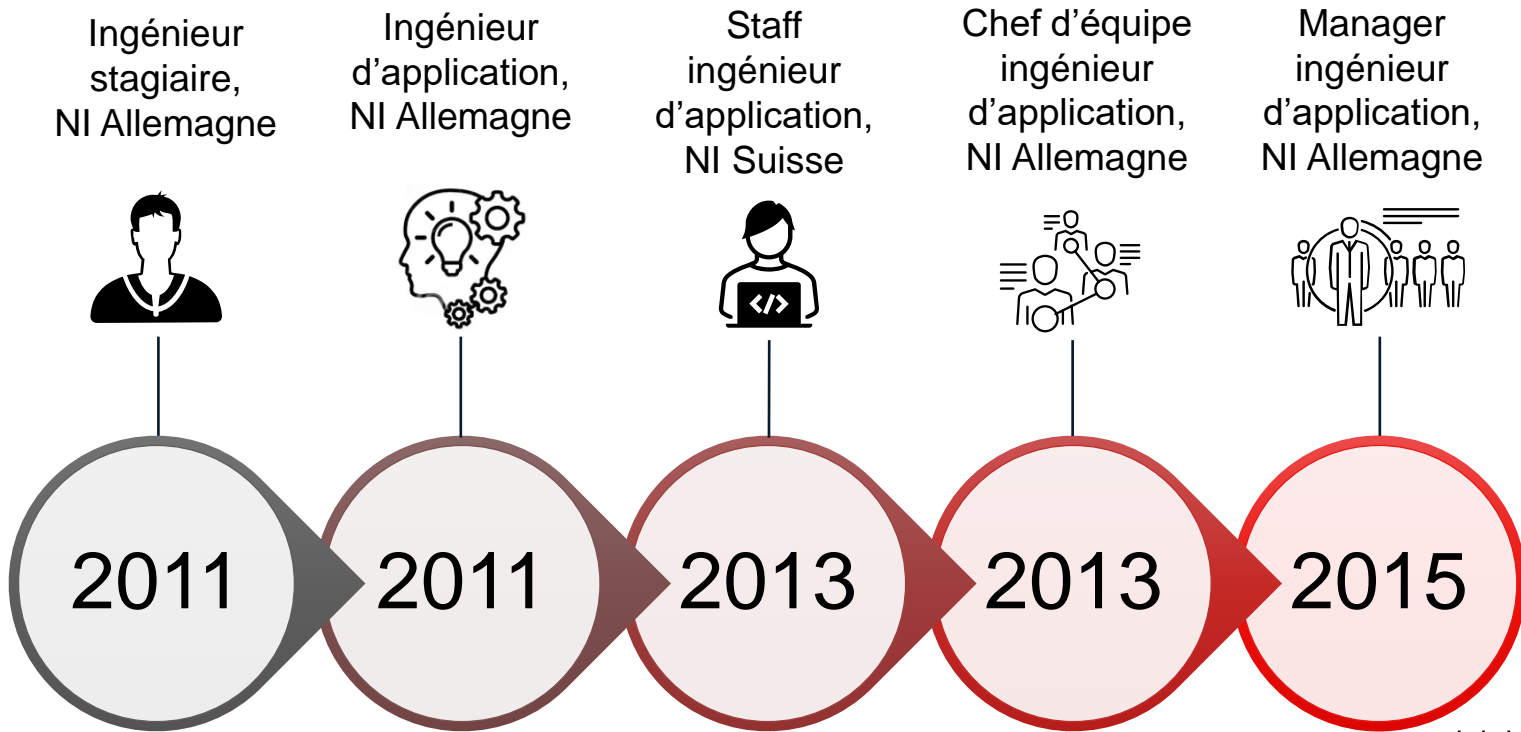 Ingénieur
stagiaire,
NI Allemagne
Ingénieur
d’application,
NI Allemagne
Staff
ingénieur
d’application,
NI Suisse
Chef d’équipe
ingénieur
d’application,
NI Allemagne
Manager
ingénieur
d’application,
NI Allemagne
</>
2011
2011
2013
2013
2015